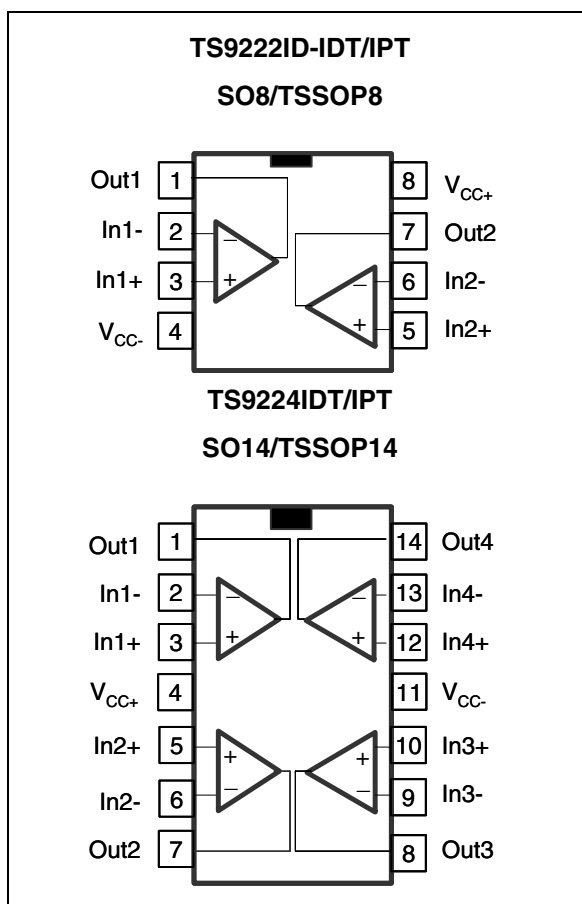 TS9222ID-IDT/IPT
SO8/TSSOP8
Out1 1 8 VCC+
In1- 2 − 7 Out2
In1+ 3 + − 6 In2-
VCC- 4 + 5 In2+
TS9224IDT/IPT
SO14/TSSOP14
Out1 1 14 Out4
In1- 2 − − 13 In4-
In1+ 3 + + 12 In4+
VCC+ 4 11 VCC-
In2+ 5 + + 10 In3+
In2- 6 − − 9 In3-
Out2 7 8 Out3